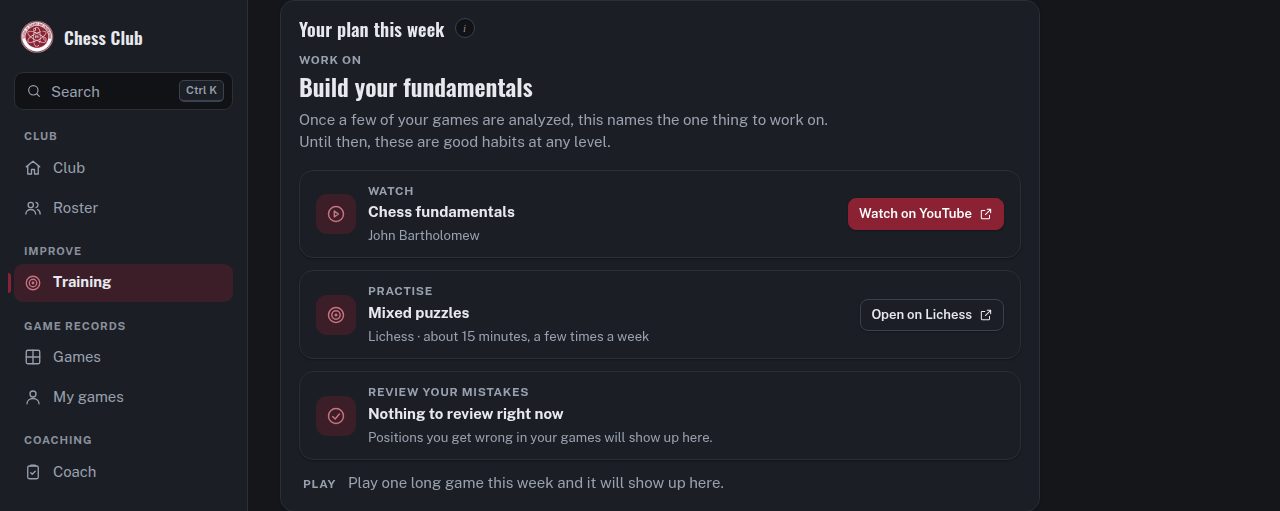 Chess Club
Search
Ctrl K
CLUB
Club
Roster
IMPROVE
Training
GAME RECORDS
Games
My games
COACHING
Coach
Your plan this week
i
WORK ON
Build your fundamentals
Once a few of your games are analyzed, this names the one thing to work on.
Until then, these are good habits at any level.
WATCH
Chess fundamentals
John Bartholomew
Watch on YouTube
PRACTISE
Mixed puzzles
Lichess · about 15 minutes, a few times a week
Open on Lichess
REVIEW YOUR MISTAKES
Nothing to review right now
Positions you get wrong in your games will show up here.
PLAY Play one long game this week and it will show up here.